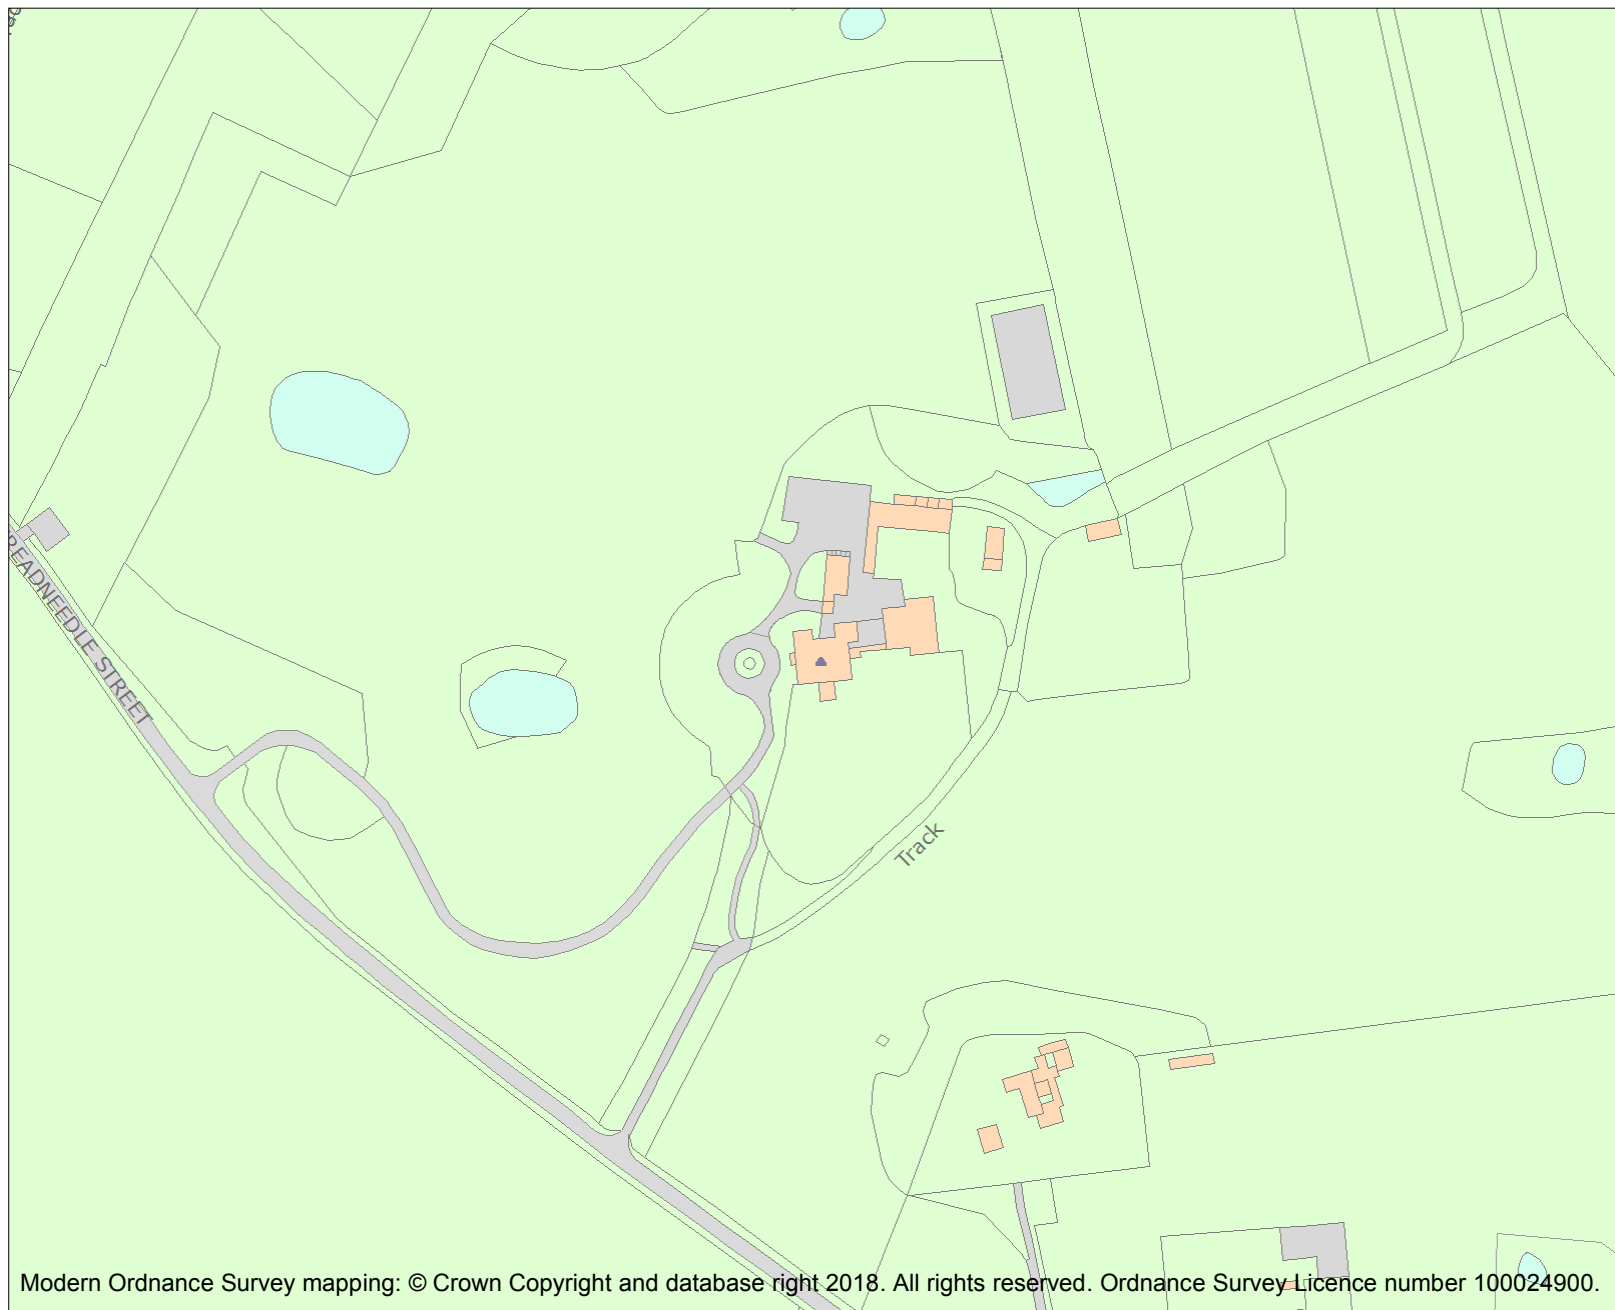 READNEEDLE STREET
Track
Modern Ordnance Survey mapping: © Crown Copyright and database right 2018. All rights reserved. Ordnance Survey Licence number 100024900.